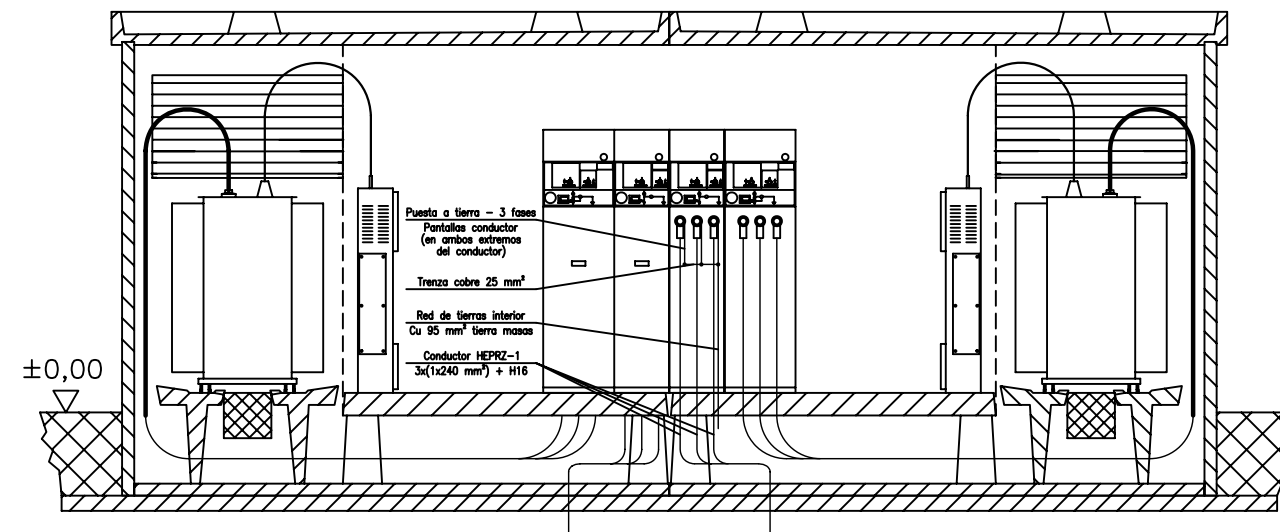 Puesta a tierra – 3 fases
Pantallas conductor
(en ambos extremos
del conductor)
Trenza cobre 25 mm²
Red de tierras interior
Cu 95 mm² tierra masas
Conductor HEPRZ-1
3x(1x240 mm²) + H16
±0,00